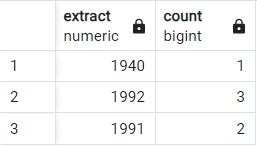 extract count
numeric bigint
1 1940 1
2 1992 3
3 1991 2